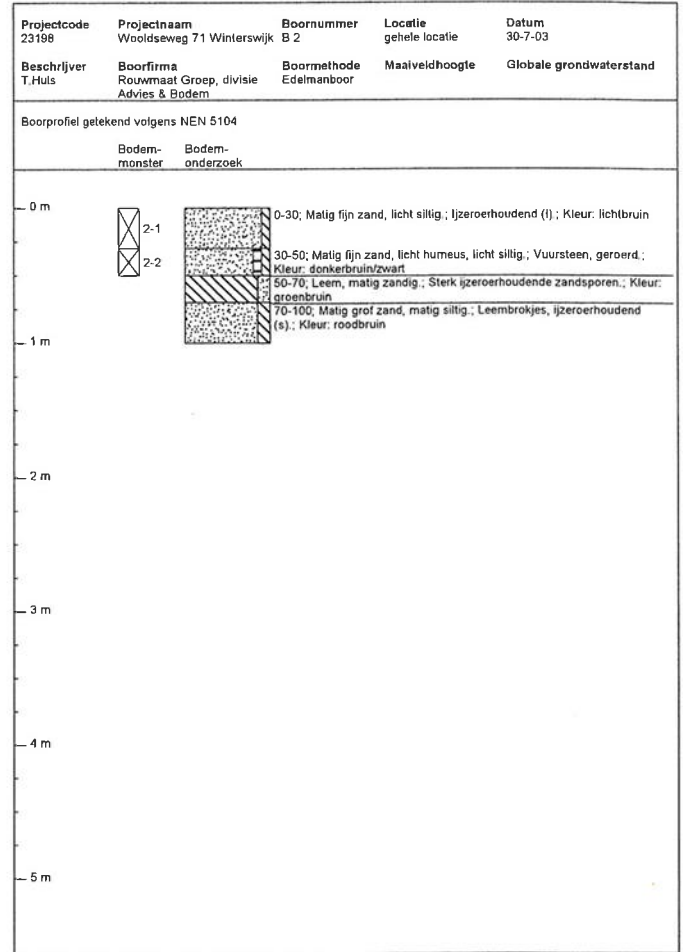 Projectcode Projectnaam Boornummer Locatie Datum
23198 Wooldseweg 71 Winterswijk B 2 gehele locatie 30-7-03
Beschrijver Boorfirma Boormethode Maaiveldhoogte Globale grondwaterstand
T.Huls Rouwmaat Groep, divisie Edelmanboor
Advies & Bodem
Boorprofiel getekend volgens NEN 5104
Bodem- Bodem-
monster onderzoek
0 m
0-30; Matig fijn zand, licht siltig.; Ijzeroerhoudend (l).; Kleur: lichtbruin
2-1
30-50; Matig fijn zand, licht humeus, licht siltig.; Vuursteen, geroerd.;
2-2
Kleur: donkerbruin/zwart
50-70; Leem, matig zandig.; Sterk ijzeroerhoudende zandsporen.; Kleur:
groenbruin
70-100; Matig grof zand, matig siltig.; Leembrokjes, ijzeroerhoudend
(s).; Kleur: roodbruin
1 m
2 m
3 m
4 m
5 m